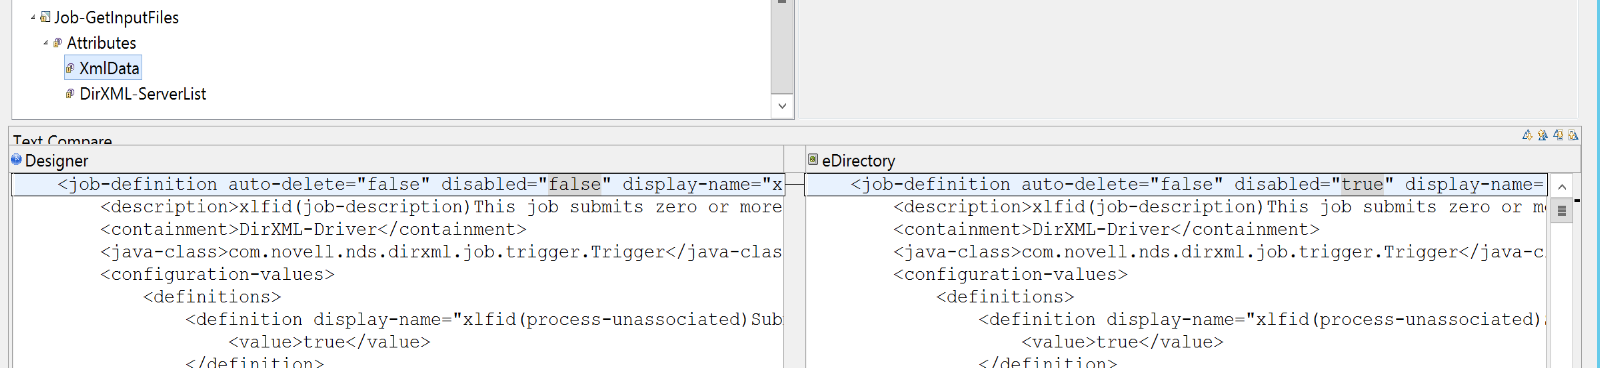 Job-GetInputFiles
Attributes
XmlData
DirXML-ServerList
Text Compare
Designer
<job-definition auto-delete="false" disabled="false" display-name="x
<description>xlfid(job-description)This job submits zero or more
<containment>DirXML-Driver</containment>
<java-class>com.novell.nds.dirxml.job.trigger.Trigger</java-clas
<configuration-values>
<definitions>
<definition display-name="xlfid(process-unassociated)Sub
<value>true</value>
</definition>
eDirectory
<job-definition auto-delete="false" disabled="true" display-name=
<description>xlfid(job-description)This job submits zero or m
<containment>DirXML-Driver</containment>
<java-class>com.novell.nds.dirxml.job.trigger.Trigger</java-c
<configuration-values>
<definitions>
<definition display-name="xlfid(process-unassociated)
<value>true</value>
</definition>